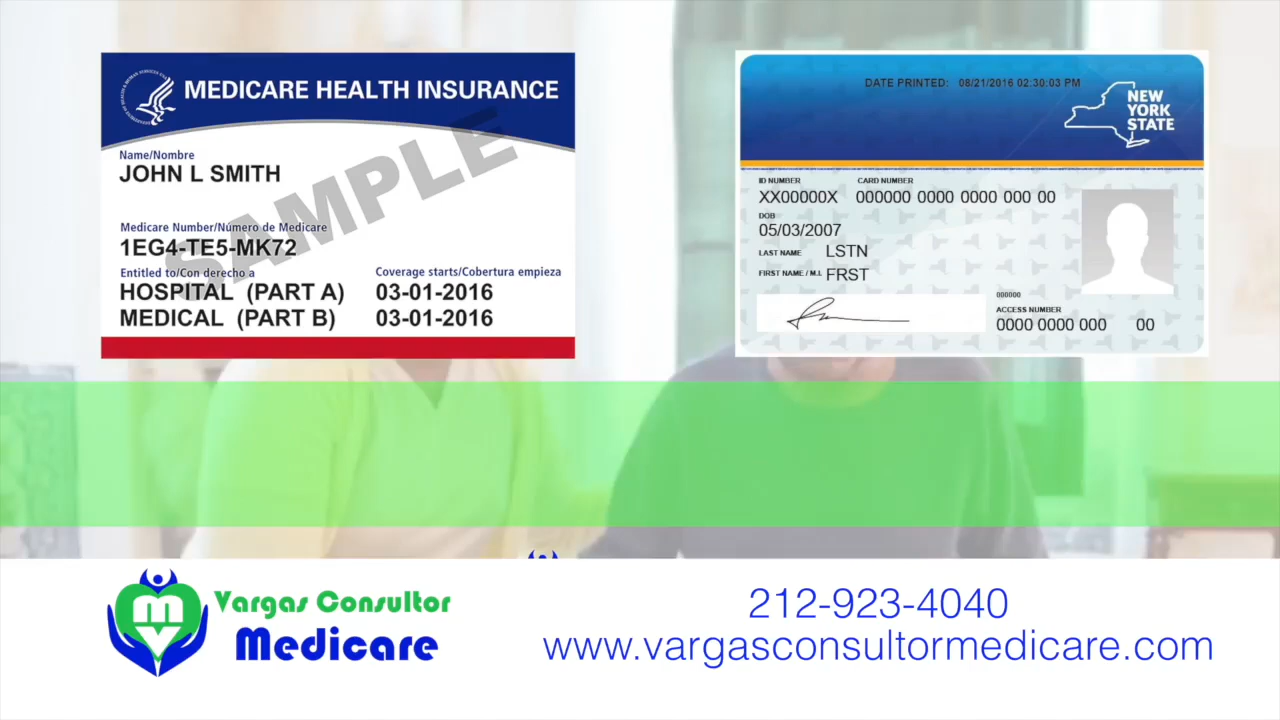 MEDICARE HEALTH INSURANCE
SAMPLE
Name/Nombre
JOHN L SMITH
Medicare Number/Número de Medicare
1EG4-TE5-MK72
Entitled to/Con derecho a
Coverage starts/Cobertura empieza
HOSPITAL (PART A) 03-01-2016
MEDICAL (PART B) 03-01-2016
DATE PRINTED: 08/21/2016 02:30:03 PM
NEW
YORK
STATE
ID NUMBER CARD NUMBER
XX00000X 000000 0000 0000 000 00
DOB
05/03/2007
LAST NAME LSTN
FIRST NAME / M.I. FRST
000000
ACCESS NUMBER
0000 0000 000 00
Vargas Consultor
Medicare
212-923-4040
www.vargasconsultormedicare.com